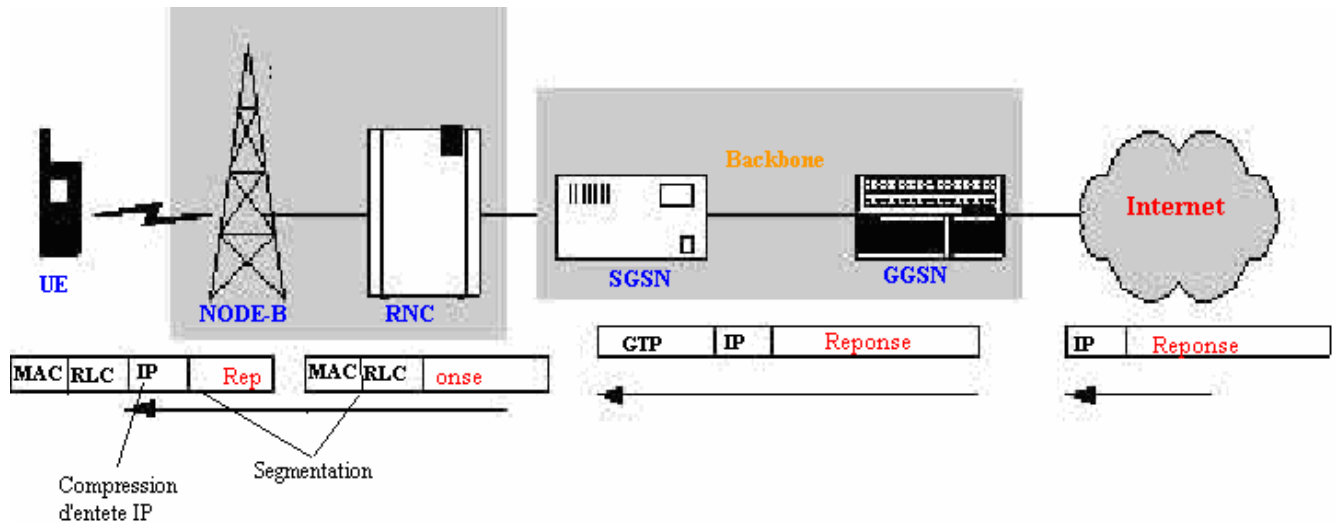 Backbone
Internet
UE
NODE-B
RNC
SGSN
GGSN
MAC RLC IP Rep
MAC RLC onse
GTP IP Reponse
IP Reponse
Segmentation
Compression
d'entete IP